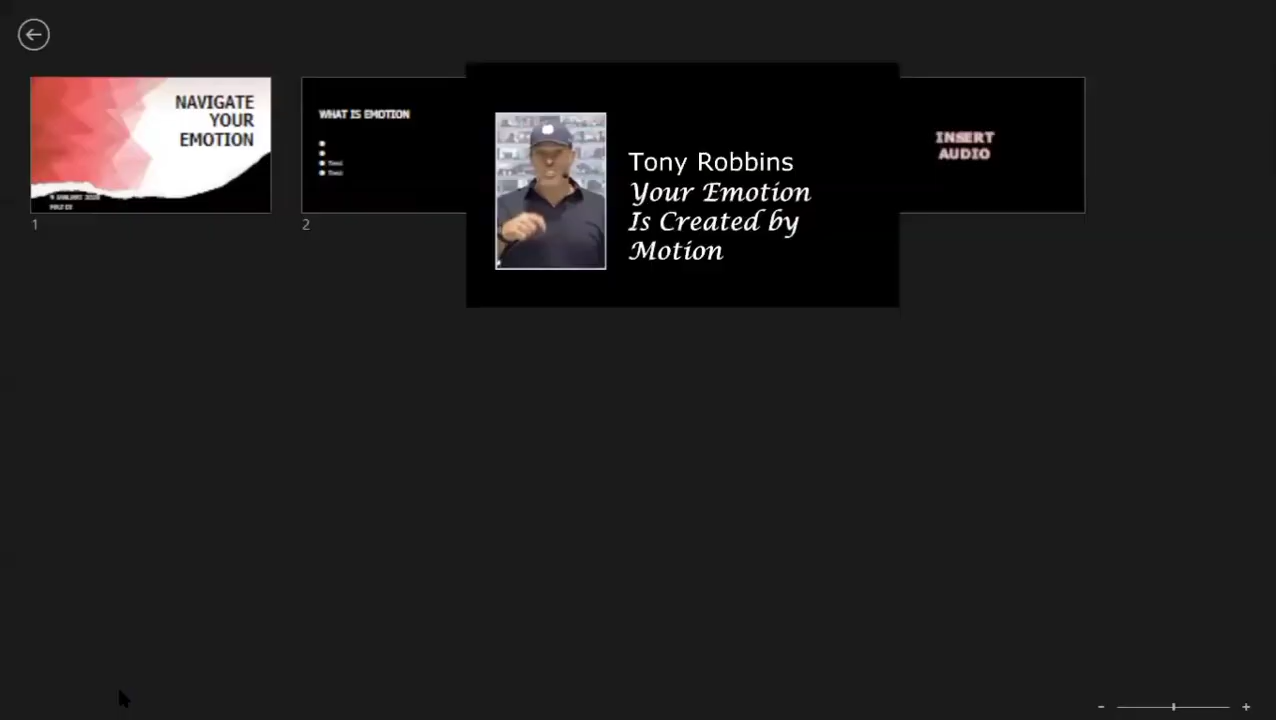 NAVIGATE
YOUR
EMOTION
1
WHAT IS EMOTION
2
Tony Robbins
Your Emotion
Is Created by
Motion
INSERT
AUDIO